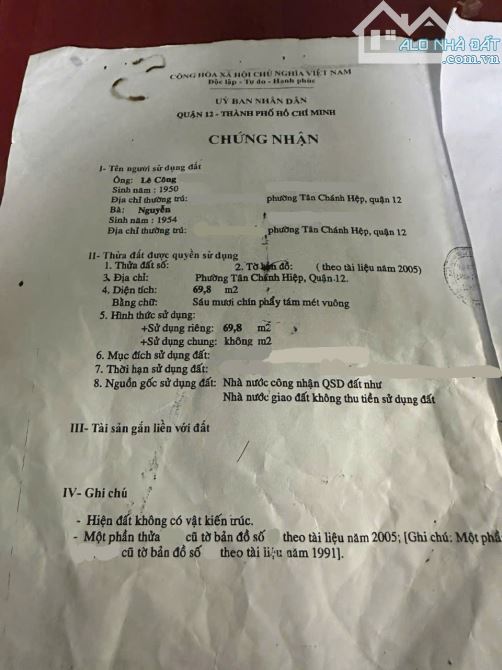 ALO NHÀ ĐẤT
alonhadat.com.vn
CỘNG HÒA XÃ HỘI CHỦ NGHĨA VIỆT NAM
Độc lập - Tự do - Hạnh phúc
UỶ BAN NHÂN DÂN
QUẬN 12 - THÀNH PHỐ HỒ CHÍ MINH
CHỨNG NHẬN
I- Tên người sử dụng đất
Ông: Lê Công
Sinh năm : 1950
Địa chỉ thường trú: phường Tân Chánh Hiệp, quận 12
Bà: Nguyễn
Sinh năm : 1954
Địa chỉ thường trú: phường Tân Chánh Hiệp, quận 12
II- Thửa đất được quyền sử dụng
1. Thửa đất số: 2. Tờ bản đồ: ( theo tài liệu năm 2005)
3. Địa chỉ: Phường Tân Chánh Hiệp, Quận 12.
4. Diện tích: 69,8 m2
Bằng chữ: Sáu mươi chín phẩy tám mét vuông
5. Hình thức sử dụng:
+Sử dụng riêng: 69,8 m2
+Sử dụng chung: không m2
6. Mục đích sử dụng đất:
7. Thời hạn sử dụng đất:
8. Nguồn gốc sử dụng đất: Nhà nước công nhận QSD đất như
Nhà nước giao đất không thu tiền sử dụng đất
III- Tài sản gắn liền với đất
IV- Ghi chú
- Hiện đất không có vật kiến trúc.
- Một phần thửa cũ tờ bản đồ số theo tài liệu năm 2005; [Ghi chú: Một phầ
cũ tờ bản đồ số theo tài liệu năm 1991].